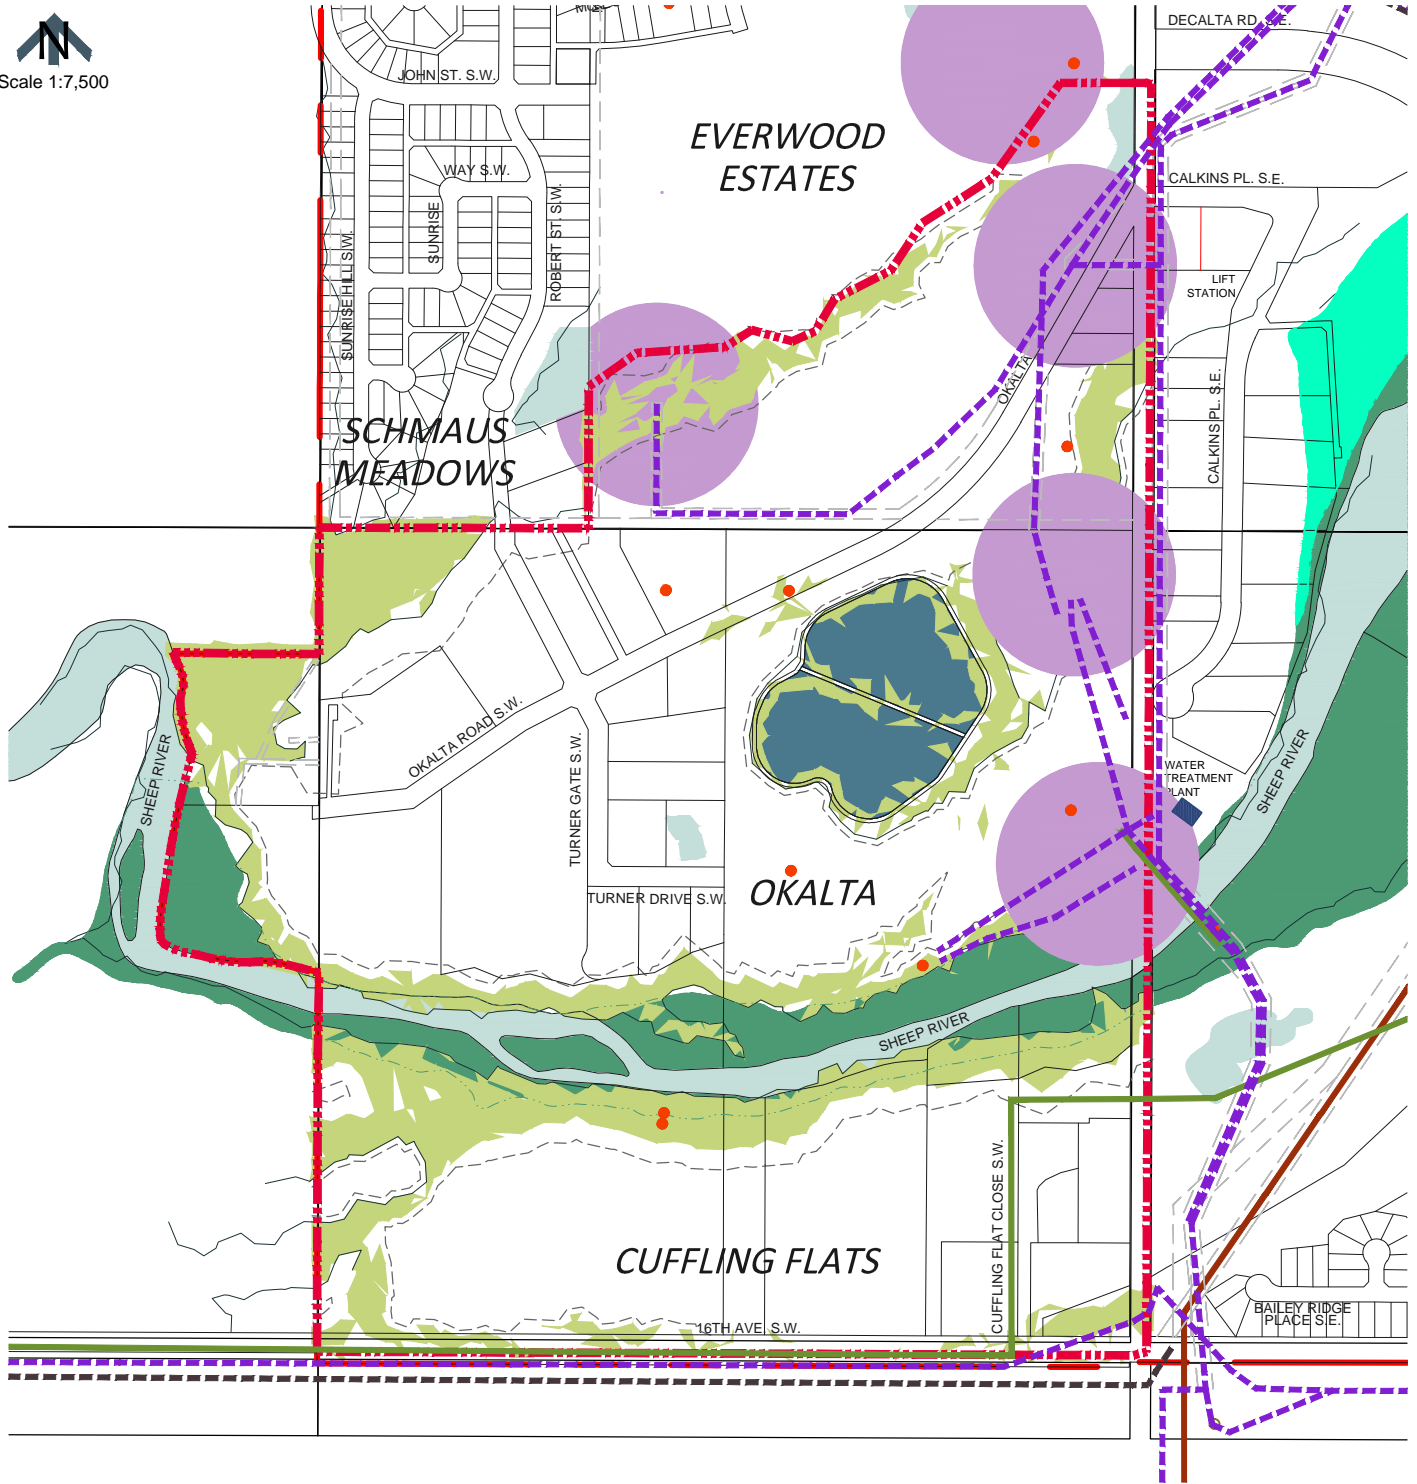 N
Scale 1:7,500
DECALTA RD. S.E.
JOHN ST. S.W.
EVERWOOD
ESTATES
WAY S.W.
CALKINS PL. S.E.
SUNRISE
ROBERT ST. S.W.
SUNRISE HILL S.W.
LIFT
STATION
OKALTA
CALKINS PL. S.E.
SCHMAUS
MEADOWS
OKALTA ROAD S.W.
TURNER GATE S.W.
SHEEP RIVER
SHEEP RIVER
WATER
TREATMENT
PLANT
TURNER DRIVE S.W.
OKALTA
SHEEP RIVER
CUFFLING FLAT CLOSE S.W.
CUFFLING FLATS
BAILEY RIDGE
PLACE S.E.
16TH AVE. S.W.